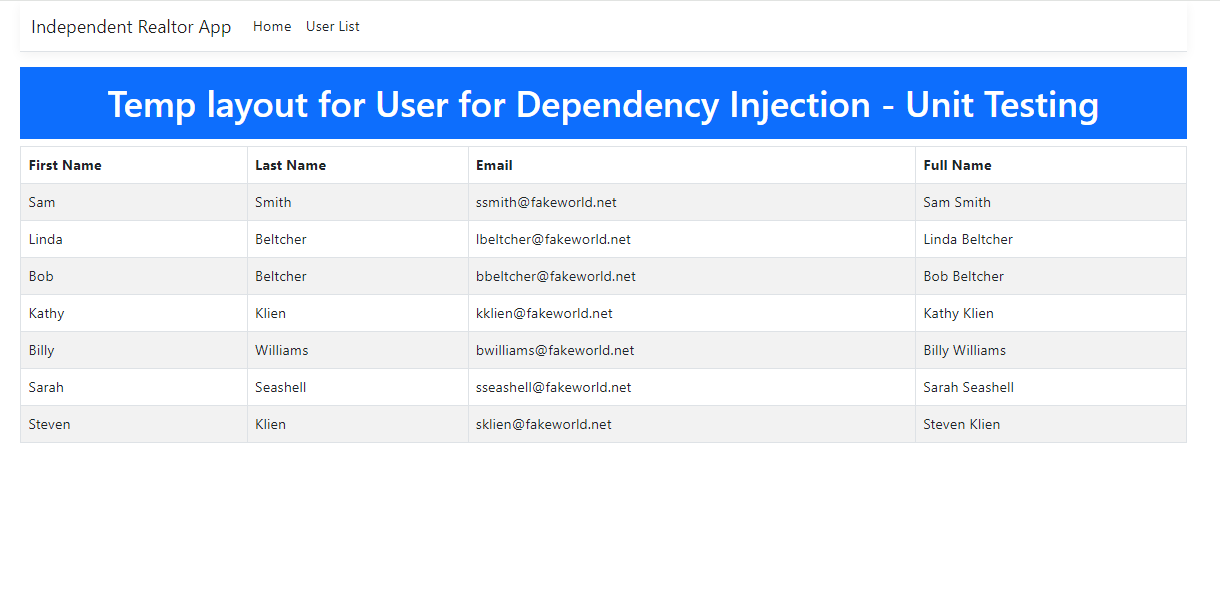 Independent Realtor App Home User List
Temp layout for User for Dependency Injection - Unit Testing
First Name Last Name Email Full Name
Sam Smith ssmith@fakeworld.net Sam Smith
Linda Beltcher lbeltcher@fakeworld.net Linda Beltcher
Bob Beltcher bbeltcher@fakeworld.net Bob Beltcher
Kathy Klien kklien@fakeworld.net Kathy Klien
Billy Williams bwilliams@fakeworld.net Billy Williams
Sarah Seashell sseashell@fakeworld.net Sarah Seashell
Steven Klien sklien@fakeworld.net Steven Klien